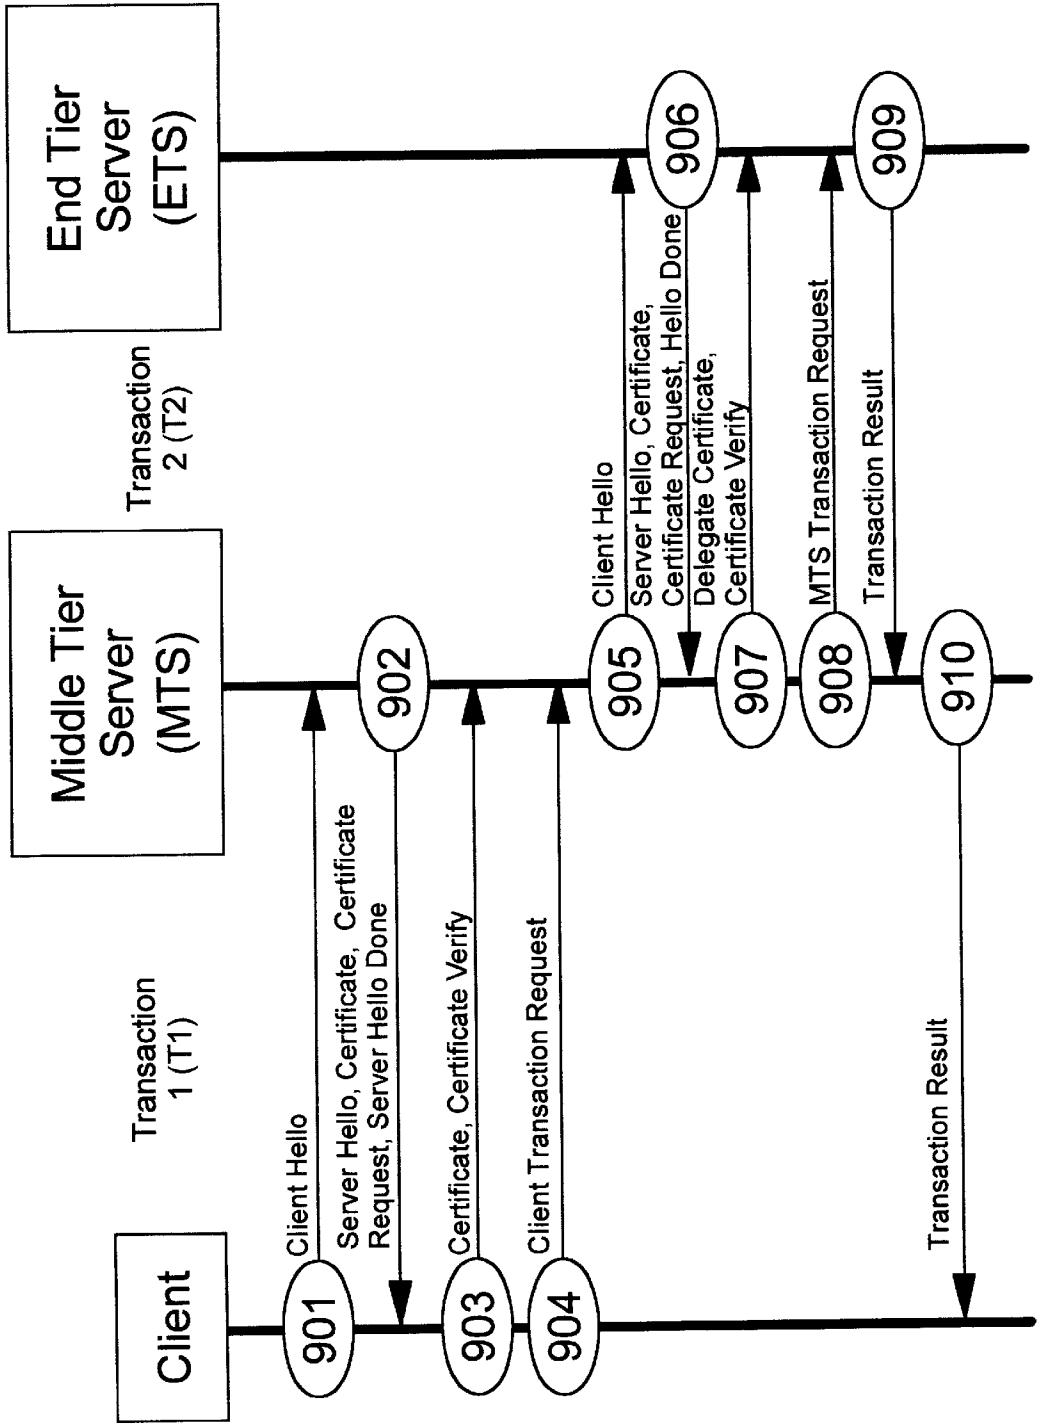 Client
Transaction
1 (T1)
Middle Tier
Server
(MTS)
Transaction
2 (T2)
End Tier
Server
(ETS)
901
Client Hello
902
Server Hello, Certificate, Certificate
Request, Server Hello Done
903
Certificate, Certificate Verify
904
Client Transaction Request
905
Client Hello
906
Server Hello, Certificate,
Certificate Request, Hello Done
907
Delegate Certificate,
Certificate Verify
908
MTS Transaction Request
909
Transaction Result
910
Transaction Result